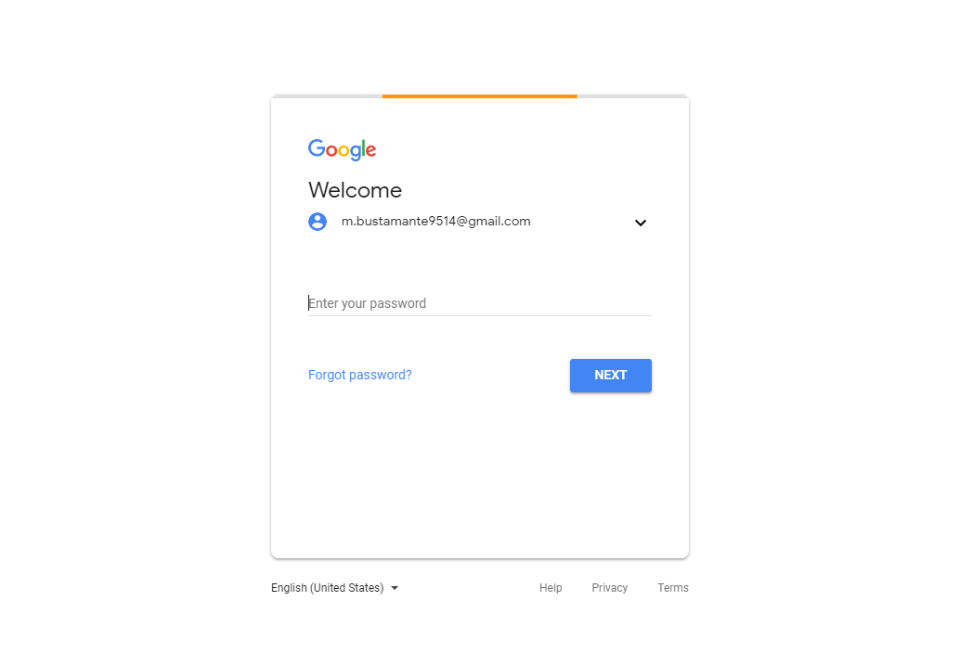 Google
Welcome
m.bustamante9514@gmail.com
Enter your password
Forgot password? NEXT
English (United States) Help Privacy Terms